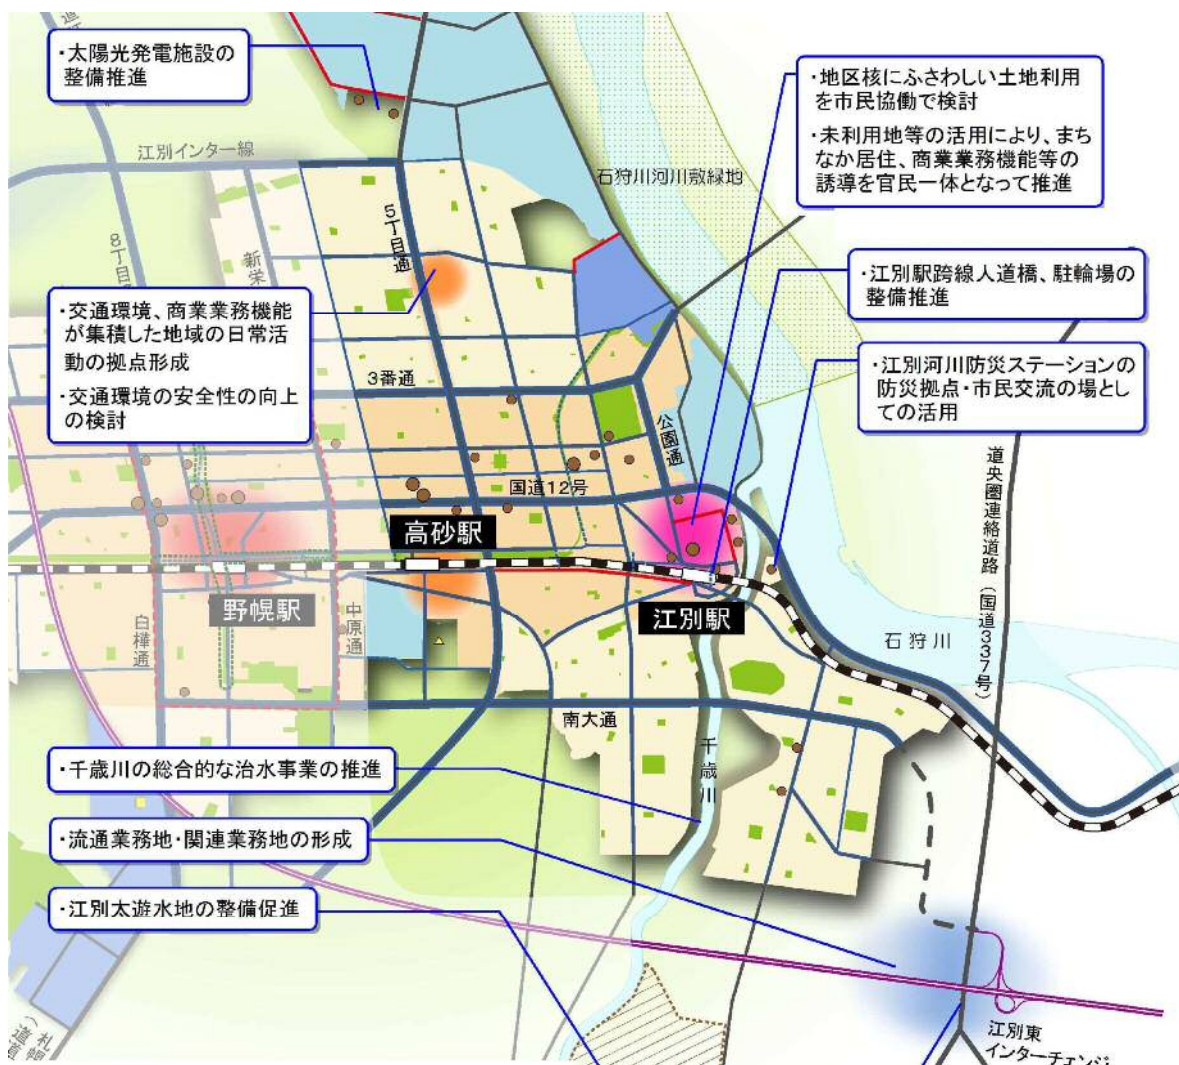 ・太陽光発電施設の
整備推進
・地区核にふさわしい土地利用
を市民協働で検討
・未利用地等の活用により、まち
なか居住、商業業務機能等の
誘導を官民一体となって推進
江別インター線
石狩川河川敷緑地
5丁目通
8丁目
新栄
・江別駅跨線人道橋、駐輪場の
整備推進
・交通環境、商業業務機能
が集積した地域の日常活
動の拠点形成
・交通環境の安全性の向上
の検討
・江別河川防災ステーションの
防災拠点・市民交流の場とし
ての活用
3番通
公園通
国道12号
道央圏連絡道路(国道337号)
高砂駅
野幌駅
江別駅
白樺通
中原通
石狩川
南大通
千歳川
・千歳川の総合的な治水事業の推進
・流通業務地・関連業務地の形成
・江別太遊水地の整備促進
江別東
インターチェンジ
札幌
(道道